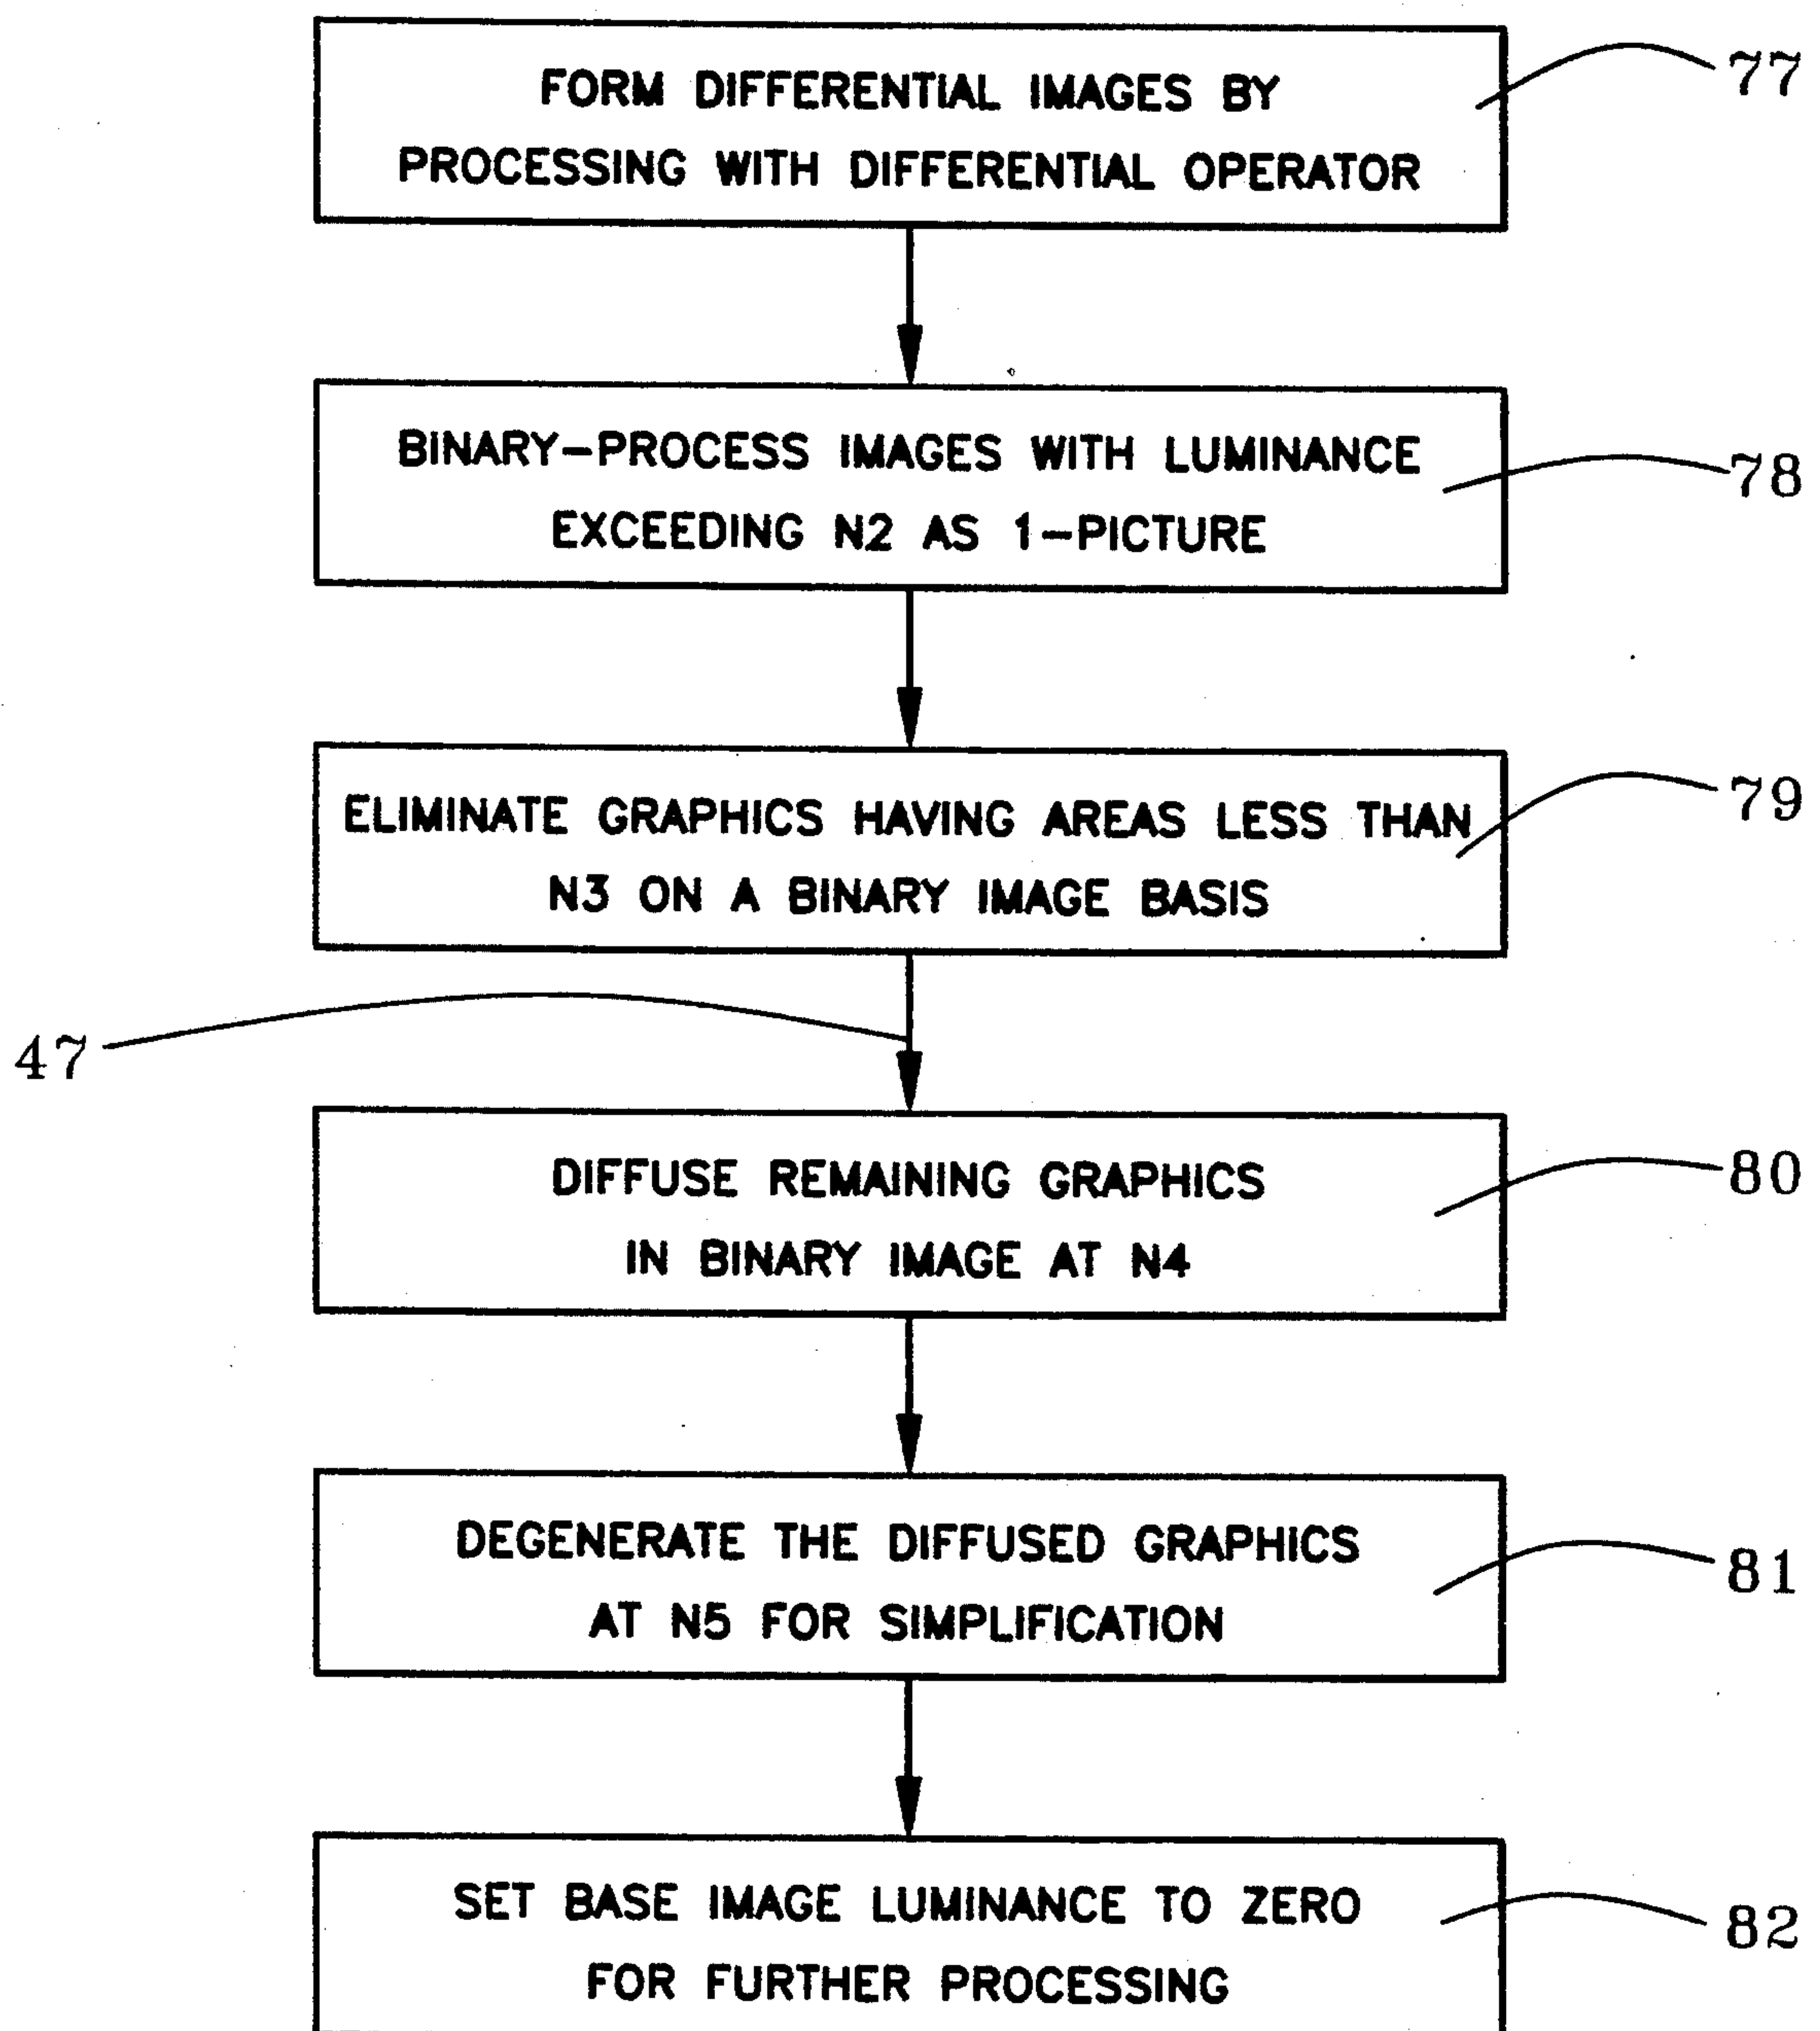 FORM DIFFERENTIAL IMAGES BY
PROCESSING WITH DIFFERENTIAL OPERATOR
77
BINARY-PROCESS IMAGES WITH LUMINANCE
EXCEEDING N2 AS 1-PICTURE
78
ELIMINATE GRAPHICS HAVING AREAS LESS THAN
N3 ON A BINARY IMAGE BASIS
79
47
DIFFUSE REMAINING GRAPHICS
IN BINARY IMAGE AT N4
80
DEGENERATE THE DIFFUSED GRAPHICS
AT N5 FOR SIMPLIFICATION
81
SET BASE IMAGE LUMINANCE TO ZERO
FOR FURTHER PROCESSING
82